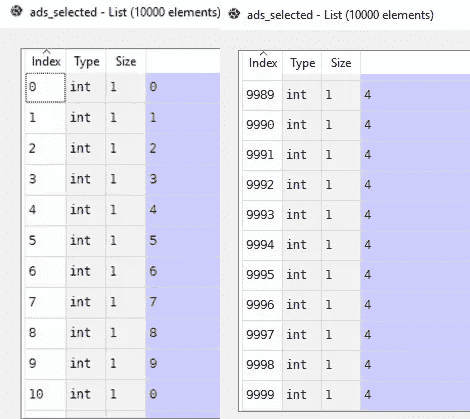 ads_selected - List (10000 elements)
Index Type Size
0 int 1 0
1 int 1 1
2 int 1 2
3 int 1 3
4 int 1 4
5 int 1 5
6 int 1 6
7 int 1 7
8 int 1 8
9 int 1 9
10 int 1 0
ads_selected - List (10000 elements)
Index Type Size
9989 int 1 4
9990 int 1 4
9991 int 1 4
9992 int 1 4
9993 int 1 4
9994 int 1 4
9995 int 1 4
9996 int 1 4
9997 int 1 4
9998 int 1 4
9999 int 1 4